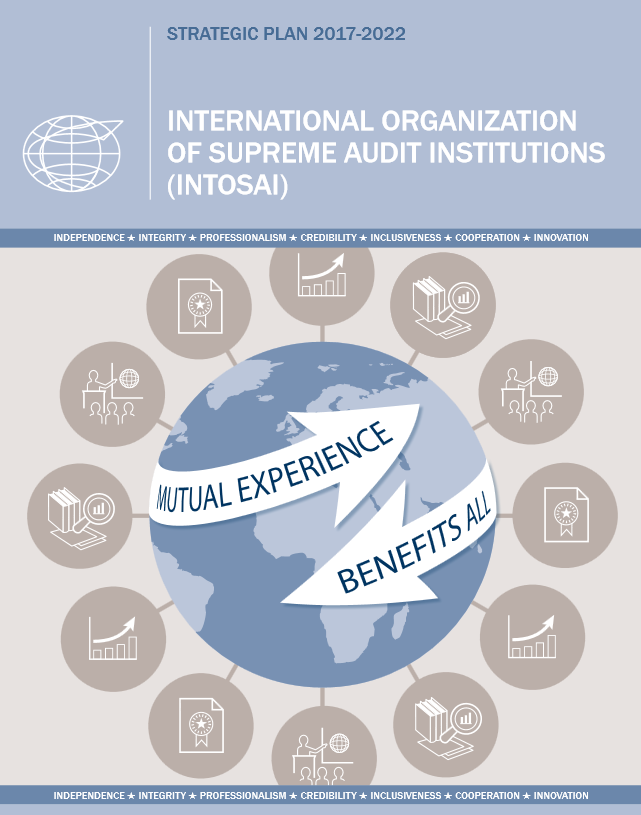 STRATEGIC PLAN 2017-2022
INTERNATIONAL ORGANIZATION
OF SUPREME AUDIT INSTITUTIONS
(INTOSAI)
INDEPENDENCE ★ INTEGRITY ★ PROFESSIONALISM ★ CREDIBILITY ★ INCLUSIVENESS ★ COOPERATION ★ INNOVATION
MUTUAL EXPERIENCE
BENEFITS ALL
INDEPENDENCE ★ INTEGRITY ★ PROFESSIONALISM ★ CREDIBILITY ★ INCLUSIVENESS ★ COOPERATION ★ INNOVATION